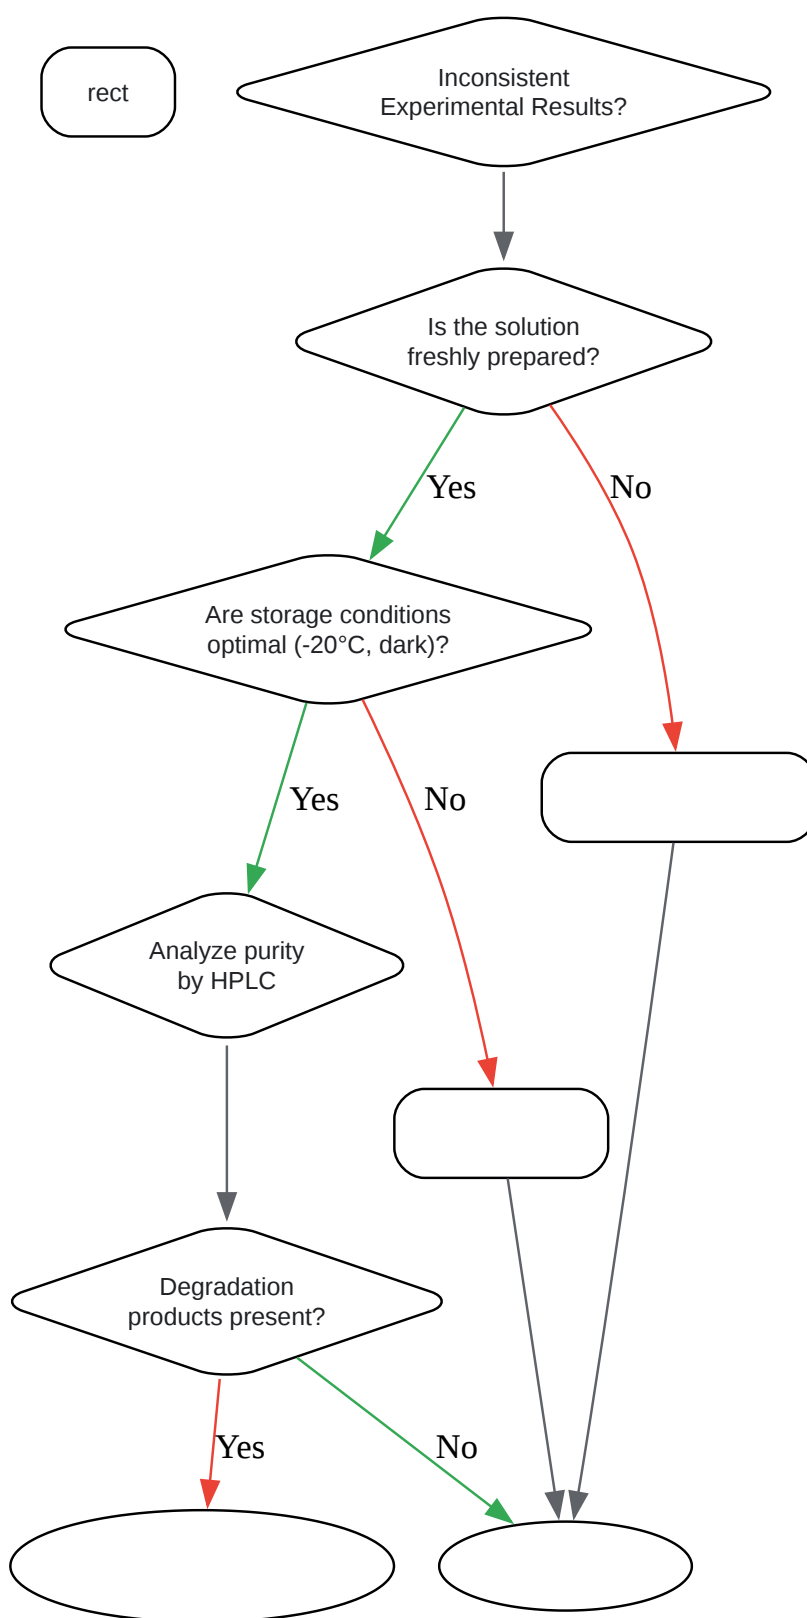 rect
Inconsistent
Experimental Results?
Is the solution
freshly prepared?
Yes
No
Are storage conditions
optimal (-20°C, dark)?
Yes
No
Analyze purity
by HPLC
Degradation
products present?
Yes
No